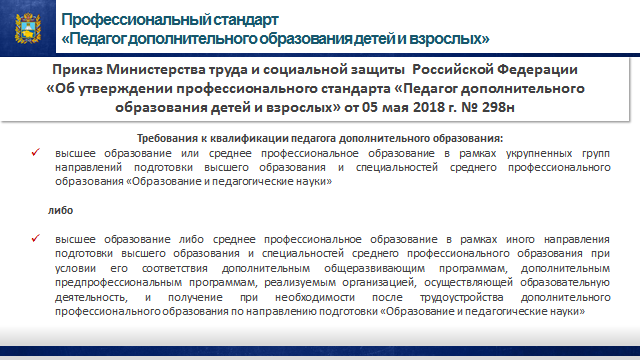 Профессиональный стандарт
«Педагог дополнительного образования детей и взрослых»
Приказ Министерства труда и социальной защиты Российской Федерации
«Об утверждении профессионального стандарта «Педагог дополнительного
образования детей и взрослых» от 05 мая 2018 г. № 298н
Требования к квалификации педагога дополнительного образования:
✓ высшее образование или среднее профессиональное образование в рамках укрупненных групп
направлений подготовки высшего образования и специальностей среднего профессионального
образования «Образование и педагогические науки»
либо
✓ высшее образование либо среднее профессиональное образование в рамках иного направления
подготовки высшего образования и специальностей среднего профессионального образования при
условии его соответствия дополнительным общеразвивающим программам, дополнительным
предпрофессиональным программам, реализуемым организацией, осуществляющей образовательную
деятельность, и получение при необходимости после трудоустройства дополнительного
профессионального образования по направлению подготовки «Образование и педагогические науки»